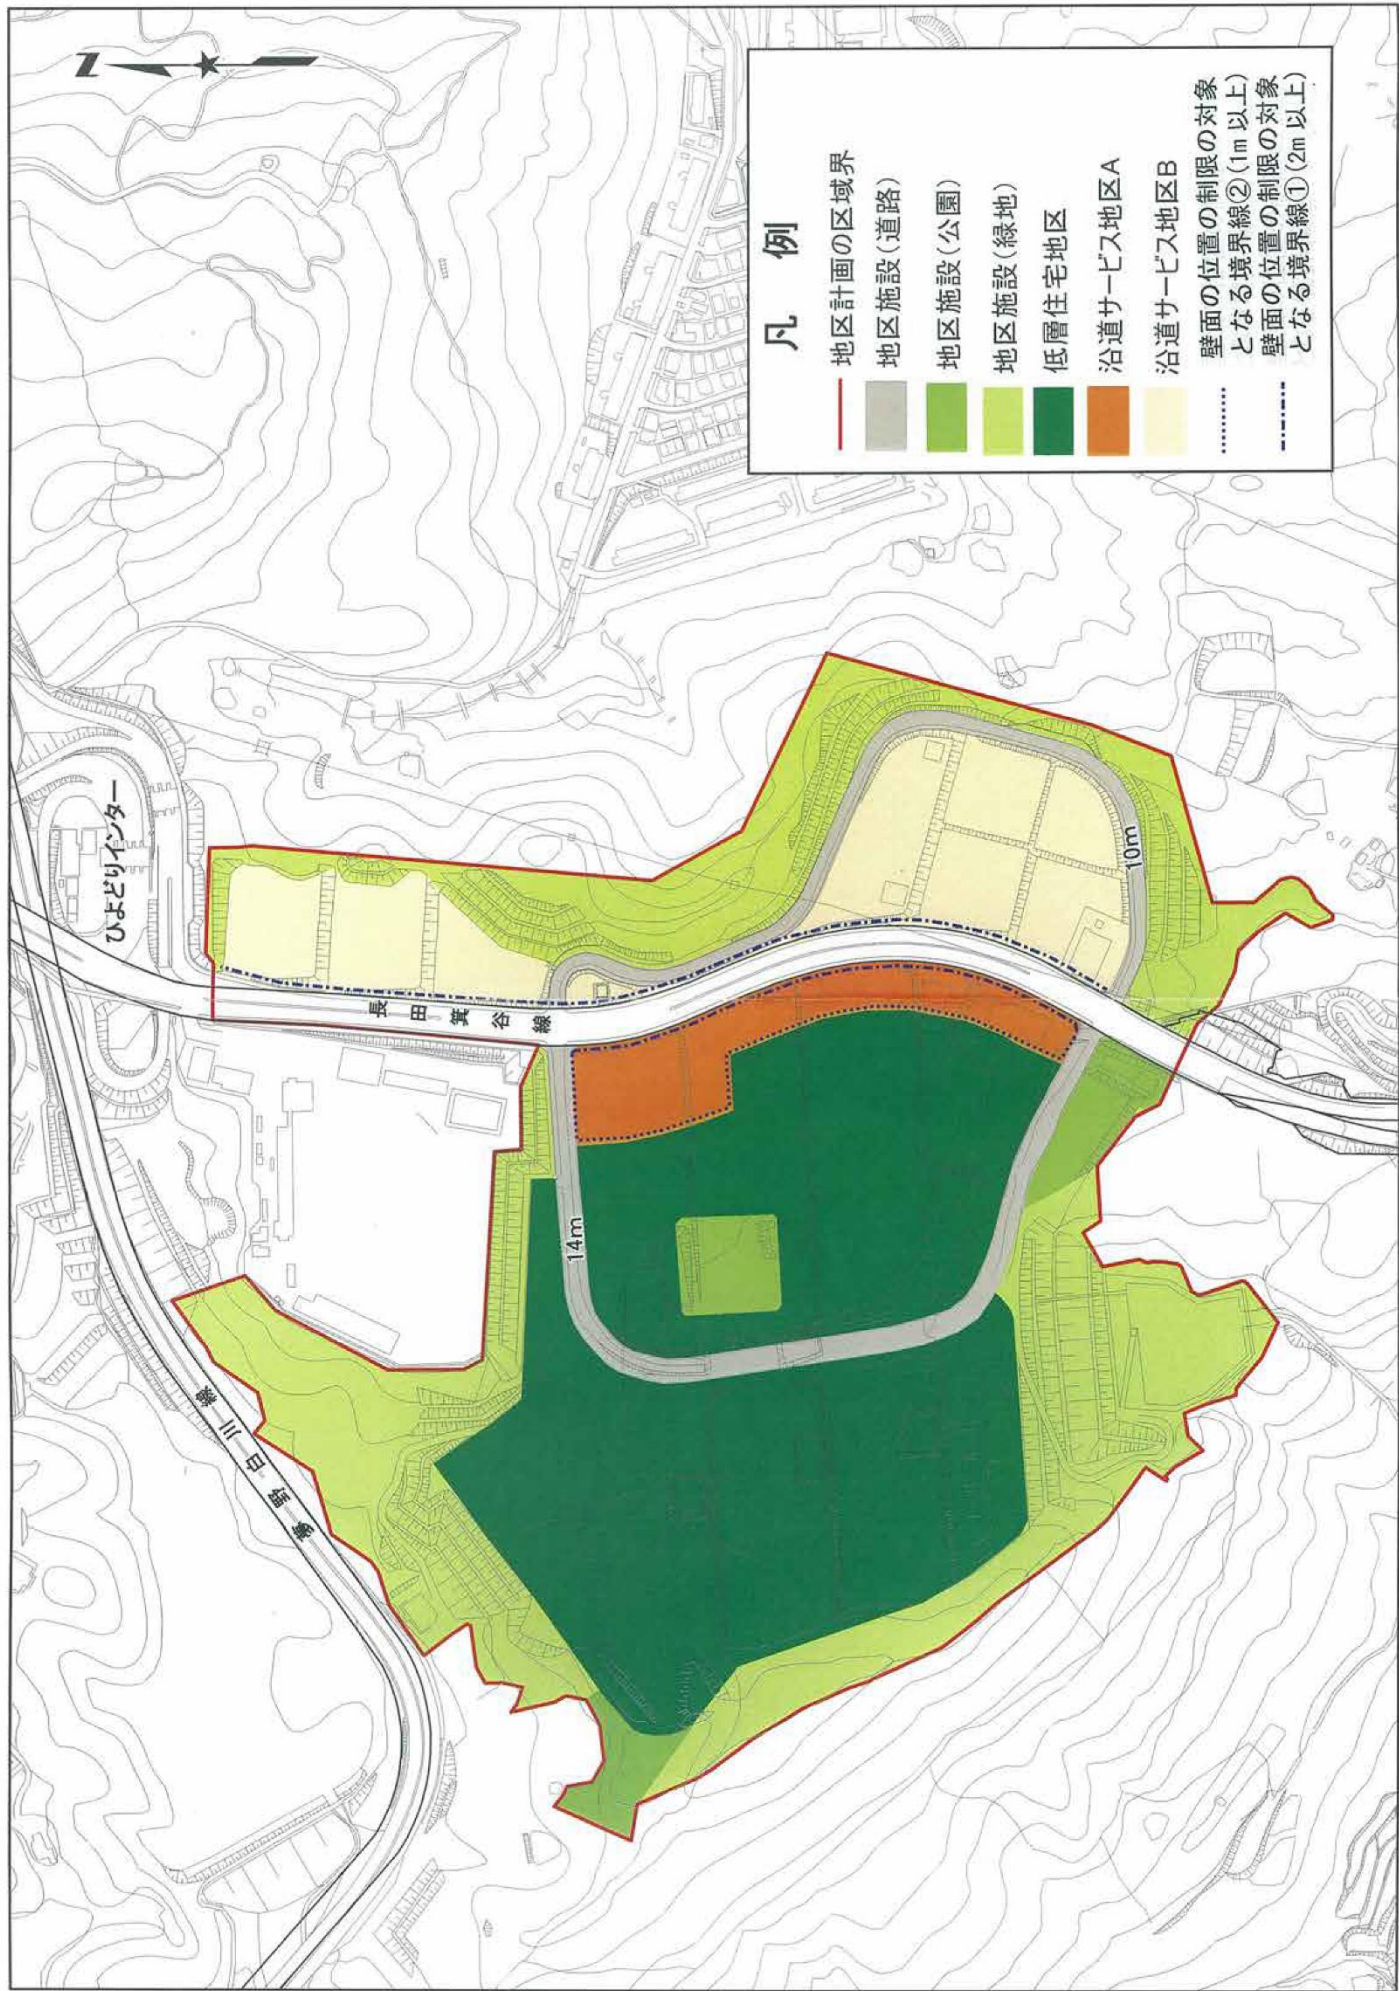 N
ひよどりインター
長田箕谷線
夢野白川線
14m
10m
凡 例
地区計画の区域界
地区施設(道路)
地区施設(公園)
地区施設(緑地)
低層住宅地区
沿道サービス地区A
沿道サービス地区B
壁面の位置の制限の対象
となる境界線②(1m以上)
壁面の位置の制限の対象
となる境界線①(2m以上)